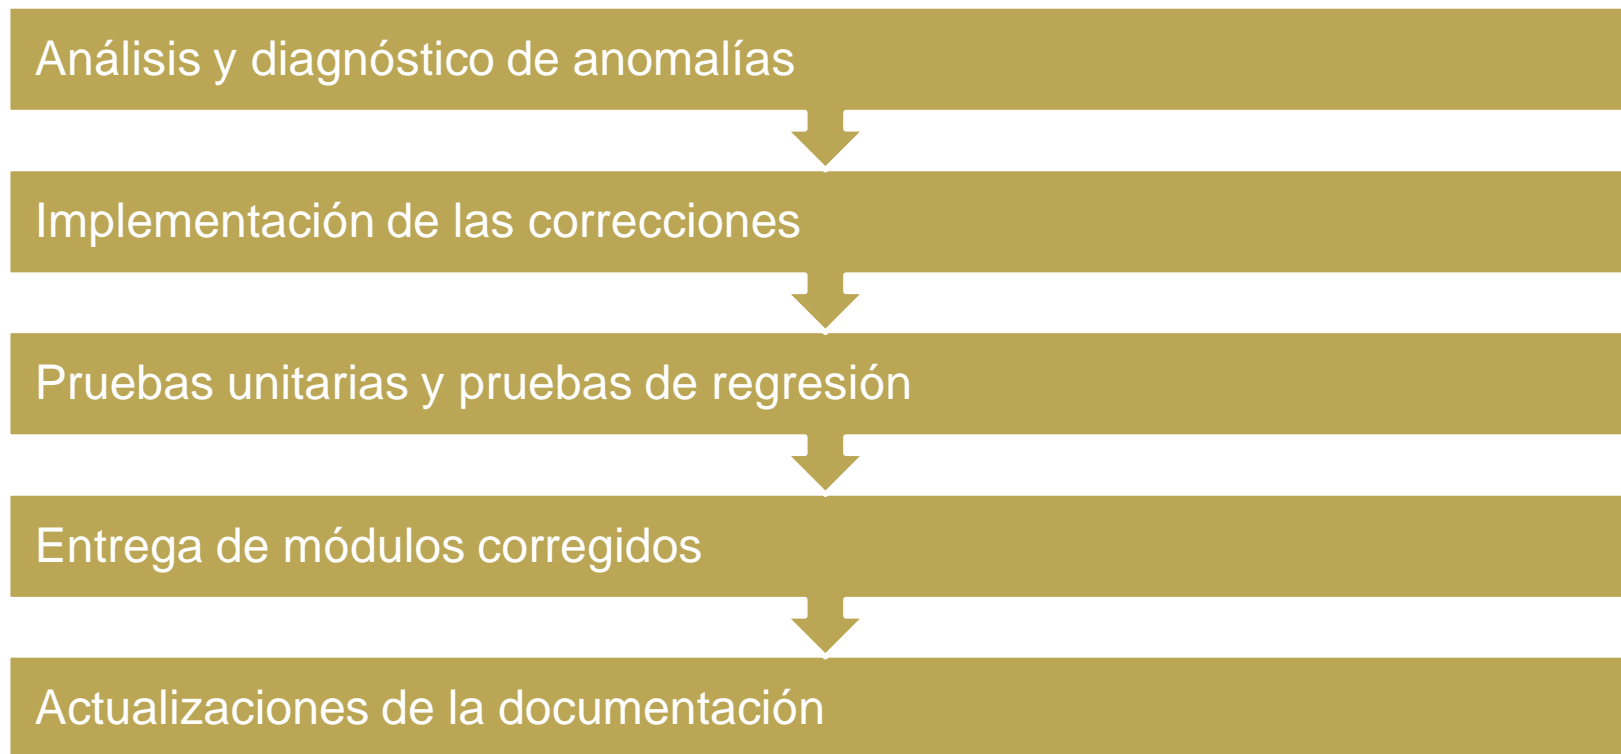 Análisis y diagnóstico de anomalías
Implementación de las correcciones
Pruebas unitarias y pruebas de regresión
Entrega de módulos corregidos
Actualizaciones de la documentación